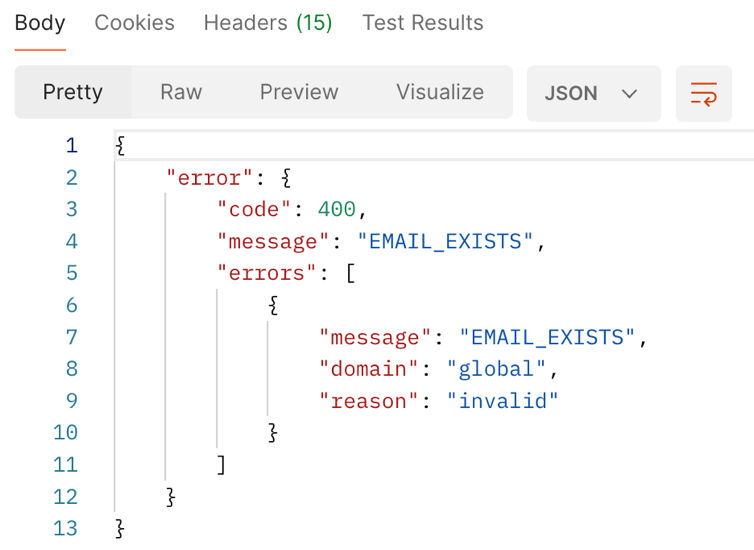 Body Cookies Headers (15) Test Results
Pretty Raw Preview Visualize JSON
1 {
2 "error": {
3 "code": 400,
4 "message": "EMAIL_EXISTS",
5 "errors": [
6 {
7 "message": "EMAIL_EXISTS",
8 "domain": "global",
9 "reason": "invalid"
10 }
11 ]
12 }
13 }